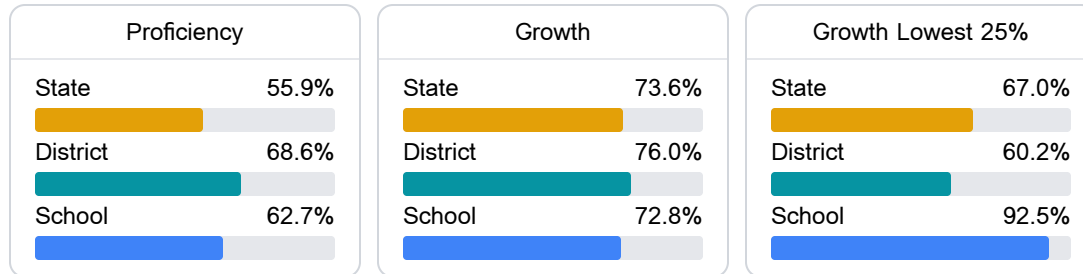 Proficiency
State 55.9%
District 68.6%
School 62.7%
Growth
State 73.6%
District 76.0%
School 72.8%
Growth Lowest 25%
State 67.0%
District 60.2%
School 92.5%